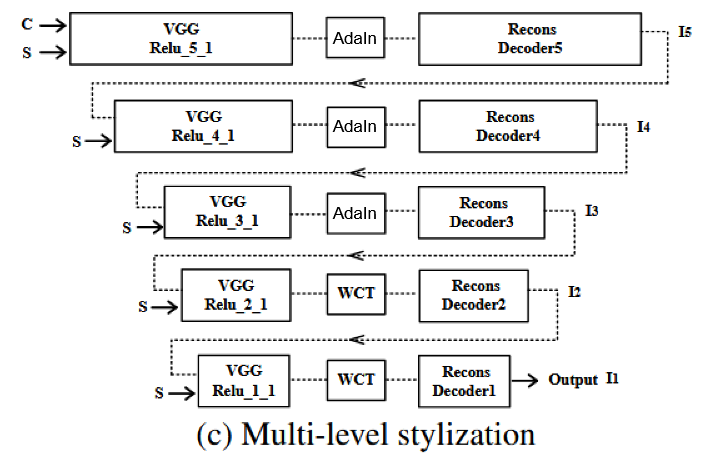 C
S
VGG
Relu_5_1
AdaIn
Recons
Decoder5
I5
S
VGG
Relu_4_1
AdaIn
Recons
Decoder4
I4
S
VGG
Relu_3_1
AdaIn
Recons
Decoder3
I3
S
VGG
Relu_2_1
WCT
Recons
Decoder2
I2
S
VGG
Relu_1_1
WCT
Recons
Decoder1
Output I1
(c) Multi-level stylization